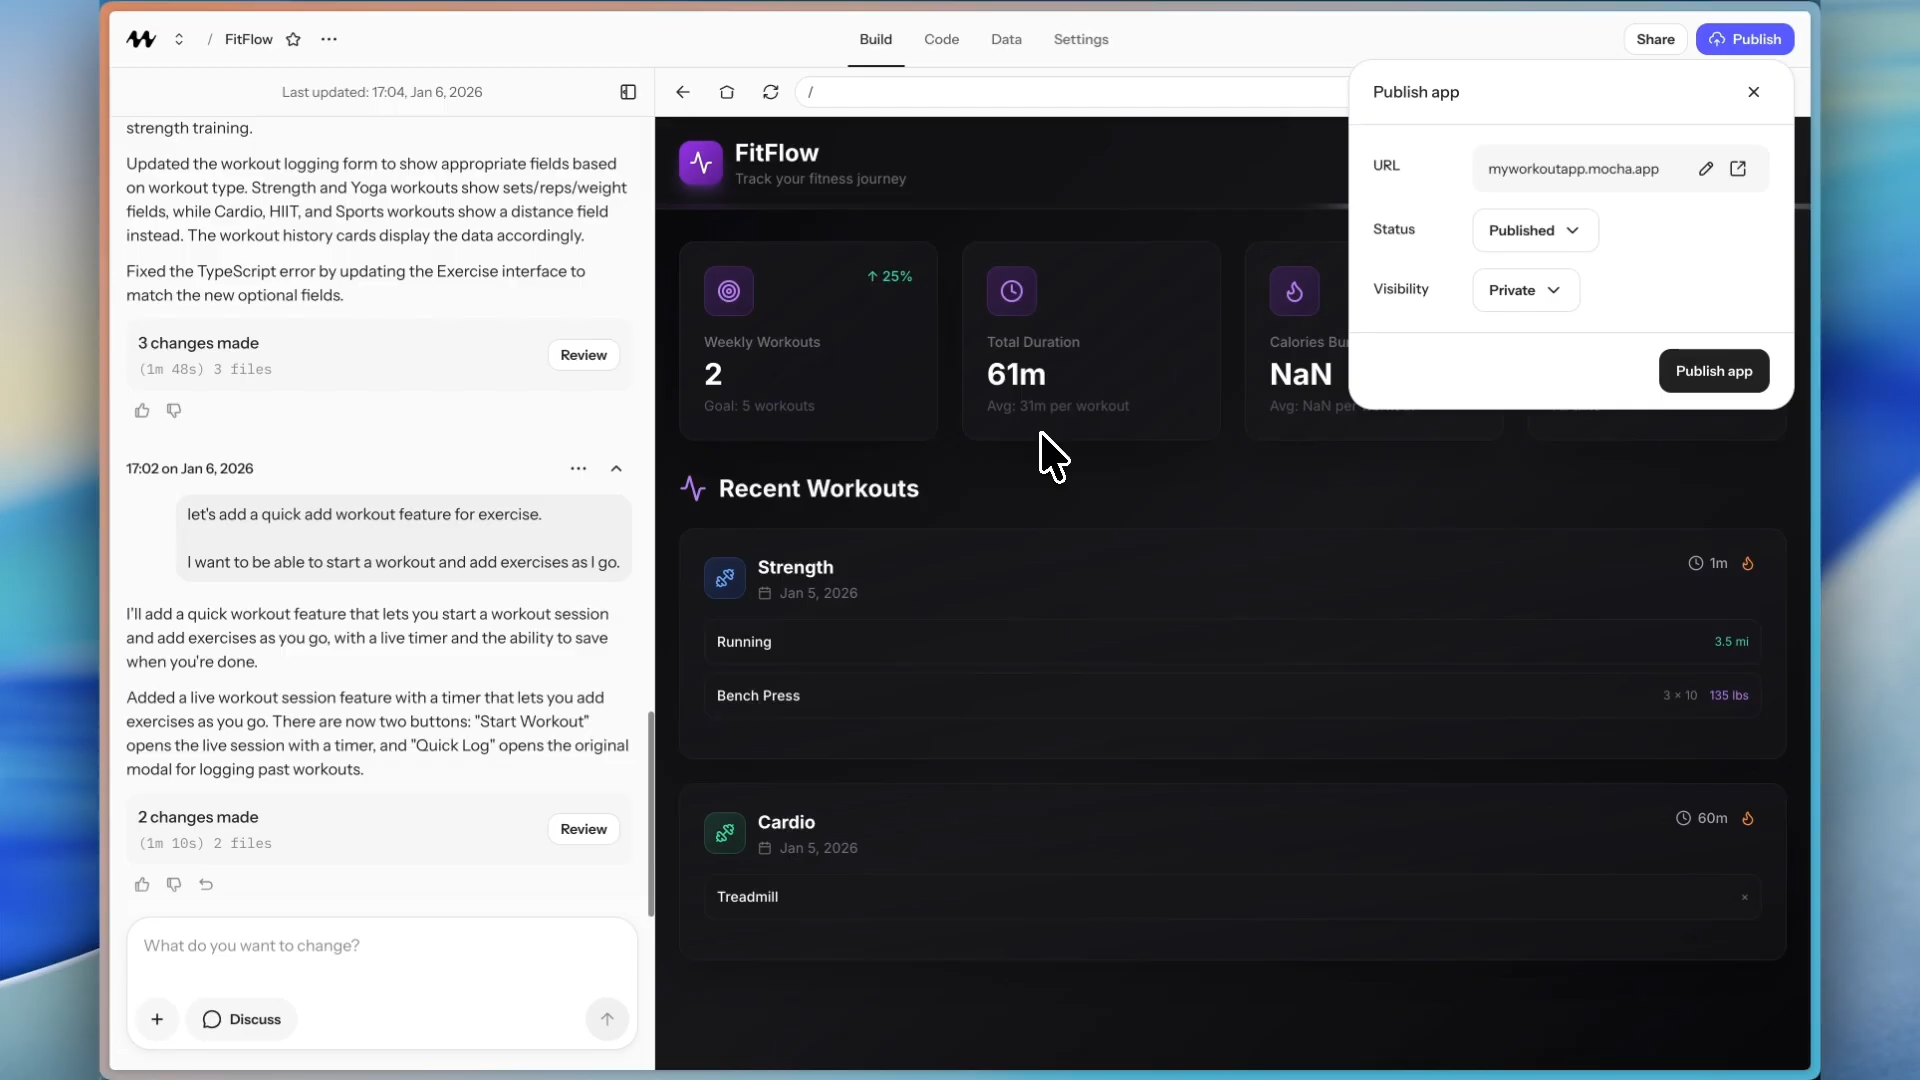 / FitFlow
Build
Code
Data
Settings
Share
Publish
Last updated: 17:04, Jan 6, 2026
strength training.
Updated the workout logging form to show appropriate fields based
on workout type. Strength and Yoga workouts show sets/reps/weight
fields, while Cardio, HIIT, and Sports workouts show a distance field
instead. The workout history cards display the data accordingly.
Fixed the TypeScript error by updating the Exercise interface to
match the new optional fields.
3 changes made
(1m 48s) 3 files
Review
17:02 on Jan 6, 2026
let's add a quick add workout feature for exercise.
I want to be able to start a workout and add exercises as I go.
I'll add a quick workout feature that lets you start a workout session
and add exercises as you go, with a live timer and the ability to save
when you're done.
Added a live workout session feature with a timer that lets you add
exercises as you go. There are now two buttons: "Start Workout"
opens the live session with a timer, and "Quick Log" opens the original
modal for logging past workouts.
2 changes made
(1m 10s) 2 files
Review
What do you want to change?
Discuss
/
FitFlow
Track your fitness journey
↑ 25%
Weekly Workouts
2
Goal: 5 workouts
Total Duration
61m
Avg: 31m per workout
Calories Bu
NaN
Avg: NaN per
Recent Workouts
Strength
Jan 5, 2026
1m
Running
3.5 mi
Bench Press
3 × 10 135 lbs
Cardio
Jan 5, 2026
60m
Treadmill
×
Publish app
URL
myworkoutapp.mocha.app
Status
Published
Visibility
Private
Publish app